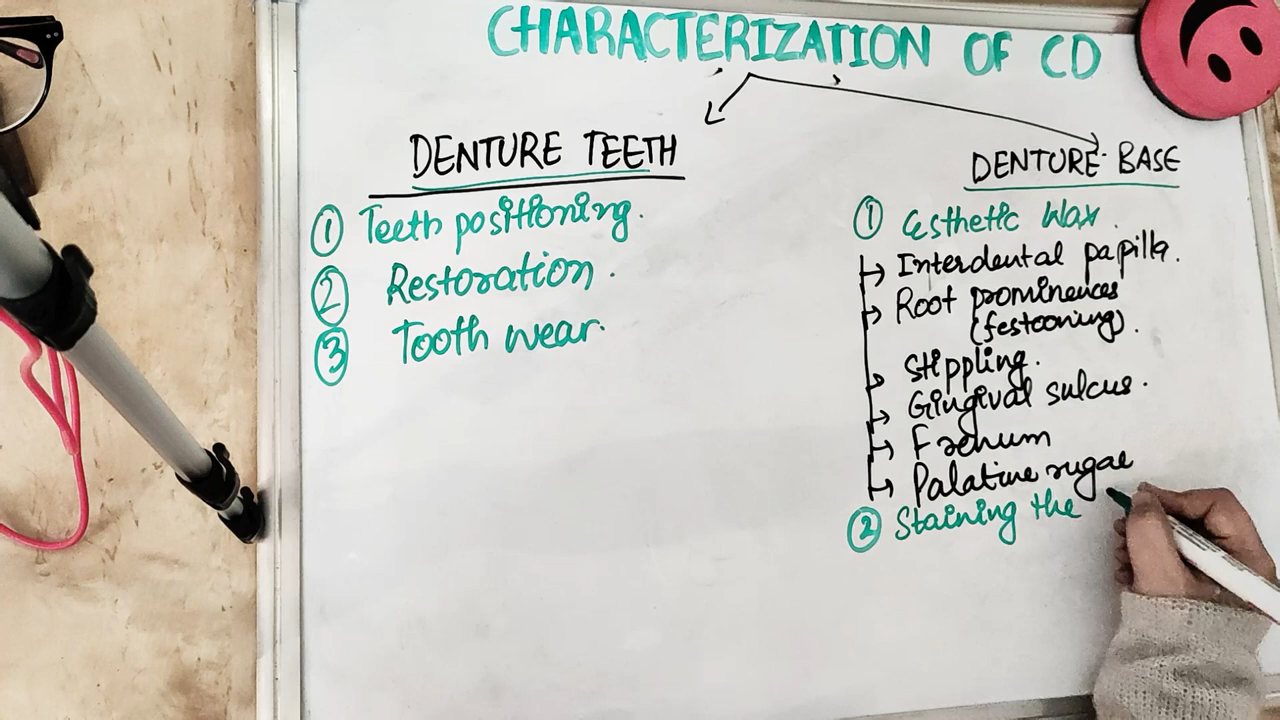 CHARACTERIZATION OF CD
DENTURE TEETH
① Teeth positioning.
② Restoration.
③ Tooth wear.
DENTURE BASE
① Esthetic Wax.
Interdental papilla.
Root prominences
(festooning).
Stippling.
Gingival sulcus.
Frenum
Palatine rugae
② Staining the